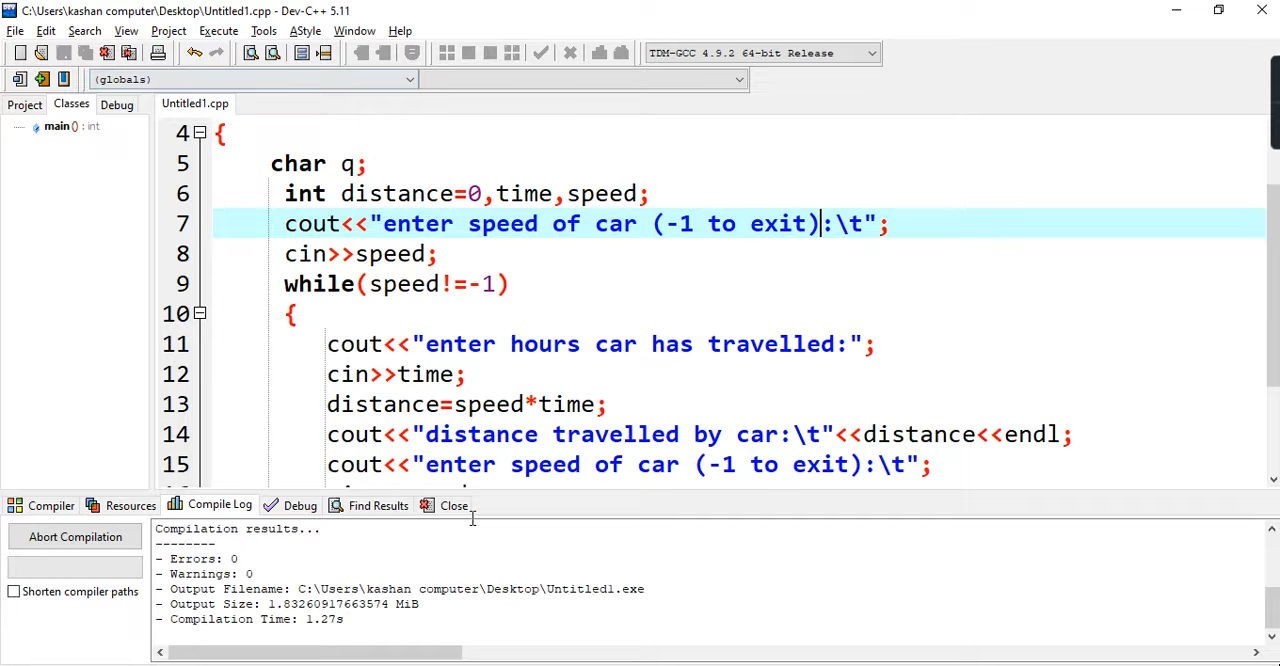 C:\Users\kashan computer\Desktop\Untitled1.cpp - Dev-C++ 5.11
File Edit Search View Project Execute Tools AStyle Window Help
TDM-GCC 4.9.2 64-bit Release
(globals)
Project Classes Debug Untitled1.cpp
main () : int
4 {
5 char q;
6 int distance=0,time,speed;
7 cout<<"enter speed of car (-1 to exit):\t";
8 cin>>speed;
9 while(speed!=-1)
10 {
11 cout<<"enter hours car has travelled:";
12 cin>>time;
13 distance=speed*time;
14 cout<<"distance travelled by car:\t"<<distance<<endl;
15 cout<<"enter speed of car (-1 to exit):\t";
Compiler Resources Compile Log Debug Find Results Close
Abort Compilation
Shorten compiler paths
Compilation results...
--------
- Errors: 0
- Warnings: 0
- Output Filename: C:\Users\kashan computer\Desktop\Untitled1.exe
- Output Size: 1.83260917663574 MiB
- Compilation Time: 1.27s